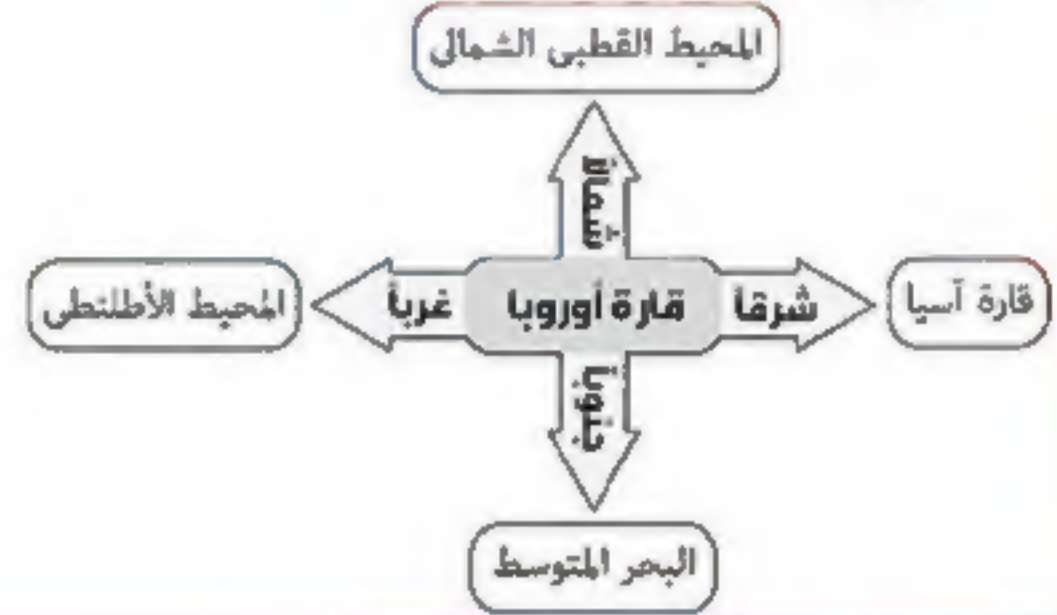 المحيط القطبى الشمالى
شمالاً
قارة آسيا
شرقاً
قارة أوروبا
غرباً
المحيط الأطلنطى
جنوباً
البحر المتوسط